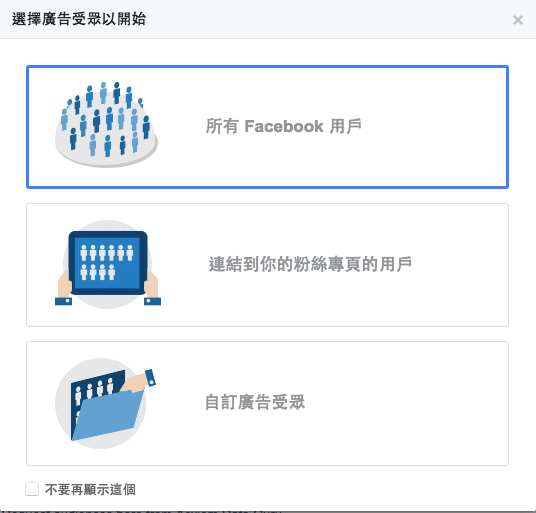 選擇廣告受眾以開始
所有 Facebook 用戶
連結到你的粉絲專頁的用戶
自訂廣告受眾
不要再顯示這個